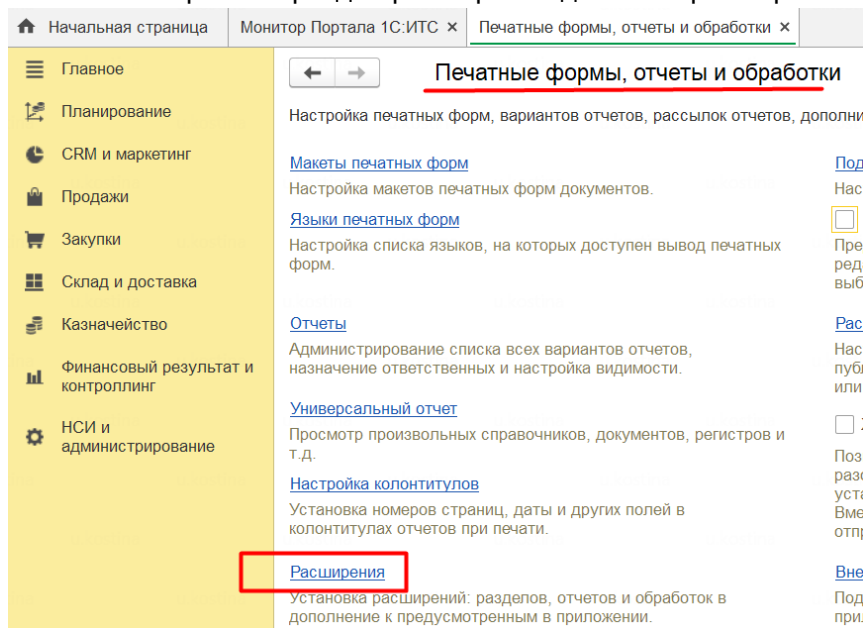 Начальная страница
Монитор Портала 1С:ИТС ×
Печатные формы, отчеты и обработки ×
Главное
Планирование
CRM и маркетинг
Продажи
Закупки
Склад и доставка
Казначейство
Финансовый результат и
контроллинг
НСИ и
администрирование
Печатные формы, отчеты и обработки
Настройка печатных форм, вариантов отчетов, рассылок отчетов,
Макеты печатных форм
Настройка макетов печатных форм документов.
Языки печатных форм
Настройка списка языков, на которых доступен вывод печатных
форм.
Отчеты
Администрирование списка всех вариантов отчетов,
назначение ответственных и настройка видимости.
Универсальный отчет
Просмотр произвольных справочников, документов, регистров и
т.д.
Настройка колонтитулов
Установка номеров страниц, даты и других полей в
колонтитулах отчетов при печати.
Расширения
Установка расширений: разделов, отчетов и обработок в
дополнение к предусмотренным в приложении.